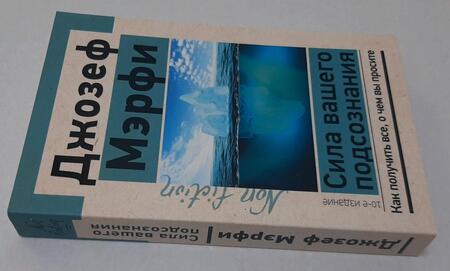 Джозеф
Мэрфи
Non fiction
Сила вашего
подсознания
10-е издание
Как получить все, о чем вы просите
Джозеф Мэрфи
Сила вашего
подсознания